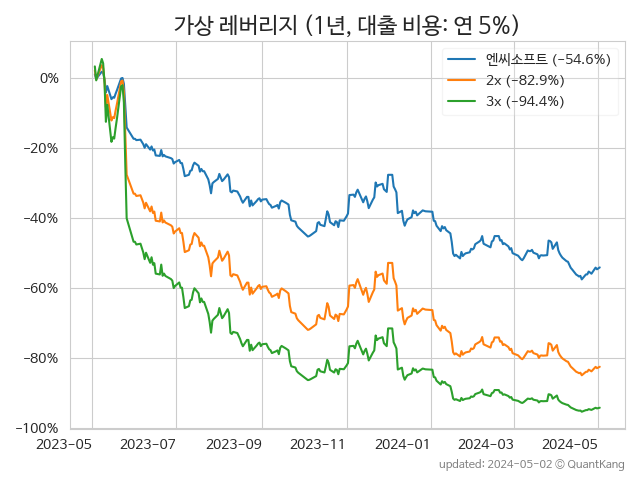 가상 레버리지 (1년, 대출 비용: 연 5%)
엔씨소프트 (−54.6%)
2x (−82.9%)
3x (−94.4%)
0%
−20%
−40%
−60%
−80%
−100%
2023-05 2023-07 2023-09 2023-11 2024-01 2024-03 2024-05
updated: 2024-05-02 © QuantKang